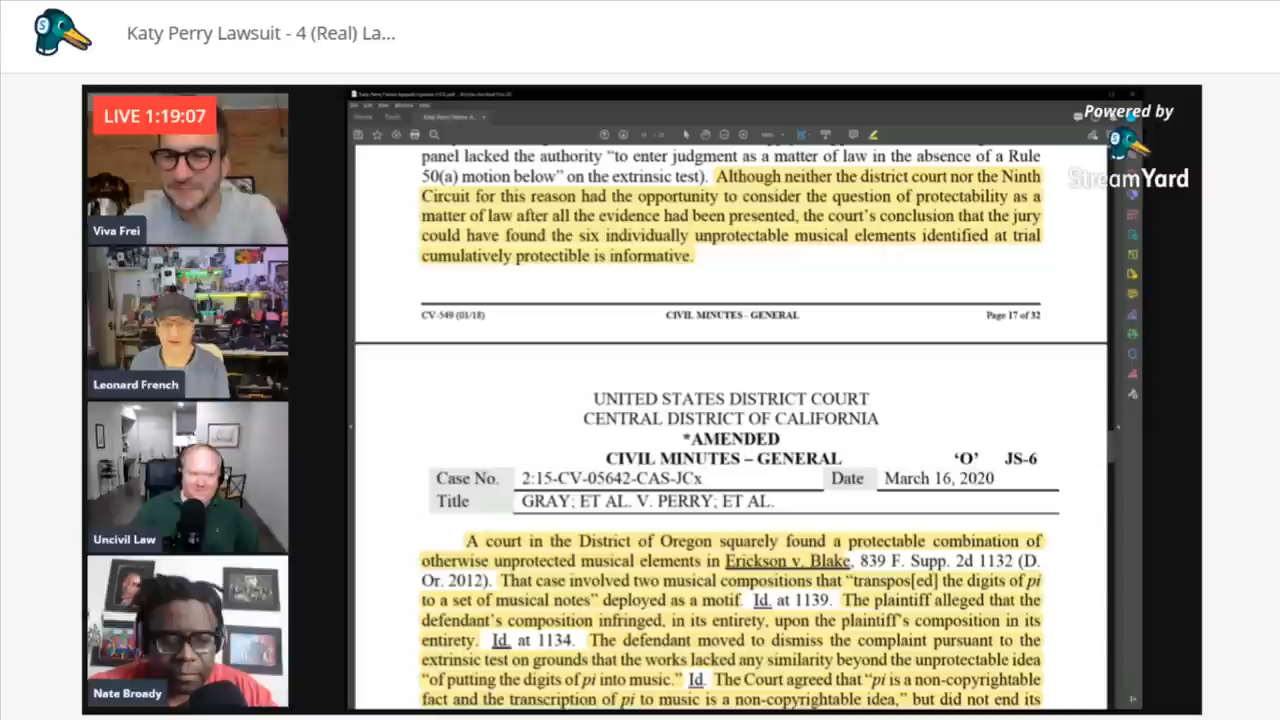 Katy Perry Lawsuit - 4 (Real) La...
LIVE 1:19:07
Viva Frei
Leonard French
Uncivil Law
Nate Broady
Powered by
StreamYard
panel lacked the authority “to enter judgment as a matter of law in the absence of a Rule
50(a) motion below” on the extrinsic test). Although neither the district court nor the Ninth
Circuit for this reason had the opportunity to consider the question of protectability as a
matter of law after all the evidence had been presented, the court’s conclusion that the jury
could have found the six individually unprotectable musical elements identified at trial
cumulatively protectible is informative.
CV-549 (01/18) CIVIL MINUTES – GENERAL Page 17 of 32
UNITED STATES DISTRICT COURT
CENTRAL DISTRICT OF CALIFORNIA
*AMENDED
CIVIL MINUTES – GENERAL ‘O’ JS-6
Case No. 2:15-CV-05642-CAS-JCx Date March 16, 2020
Title GRAY; ET AL. V. PERRY; ET AL.
A court in the District of Oregon squarely found a protectable combination of
otherwise unprotected musical elements in Erickson v. Blake, 839 F. Supp. 2d 1132 (D.
Or. 2012). That case involved two musical compositions that “transpos[ed] the digits of pi
to a set of musical notes” deployed as a motif. Id. at 1139. The plaintiff alleged that the
defendant’s composition infringed, in its entirety, upon the plaintiff’s composition in its
entirety. Id. at 1134. The defendant moved to dismiss the complaint pursuant to the
extrinsic test on grounds that the works lacked any similarity beyond the unprotectable idea
“of putting the digits of pi into music.” Id. The Court agreed that “pi is a non-copyrightable
fact and the transcription of pi to music is a non-copyrightable idea,” but did not end its